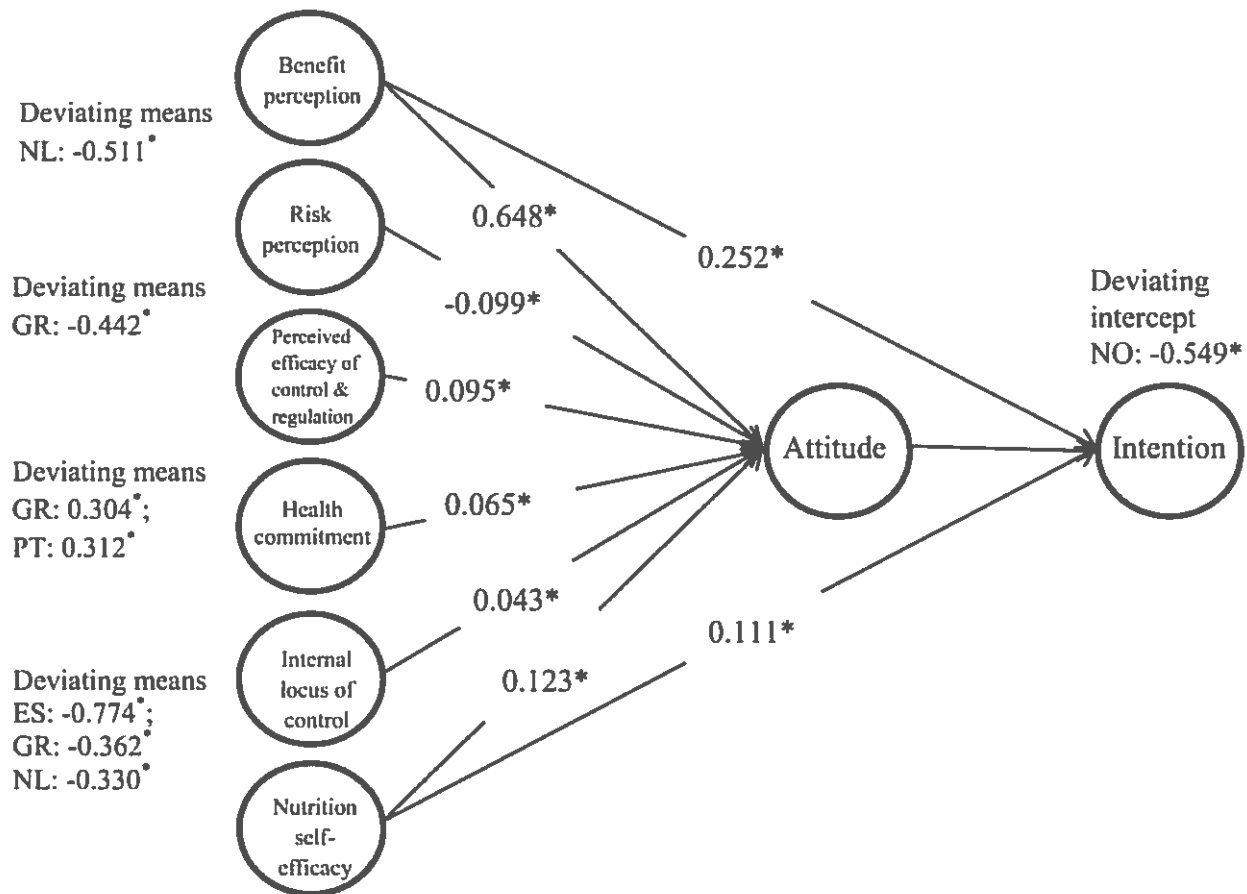 Benefit
perception
Deviating means
NL: -0.511*
Risk
perception
0.648*
0.252*
Deviating means
GR: -0.442*
-0.099*
Deviating
intercept
NO: -0.549*
Perceived
efficacy of
control &
regulation
0.095*
Attitude
Intention
Deviating means
GR: 0.304*;
PT: 0.312*
Health
commitment
0.065*
0.043*
0.111*
Internal
locus of
control
0.123*
Deviating means
ES: -0.774*;
GR: -0.362*
NL: -0.330*
Nutrition
self-
efficacy